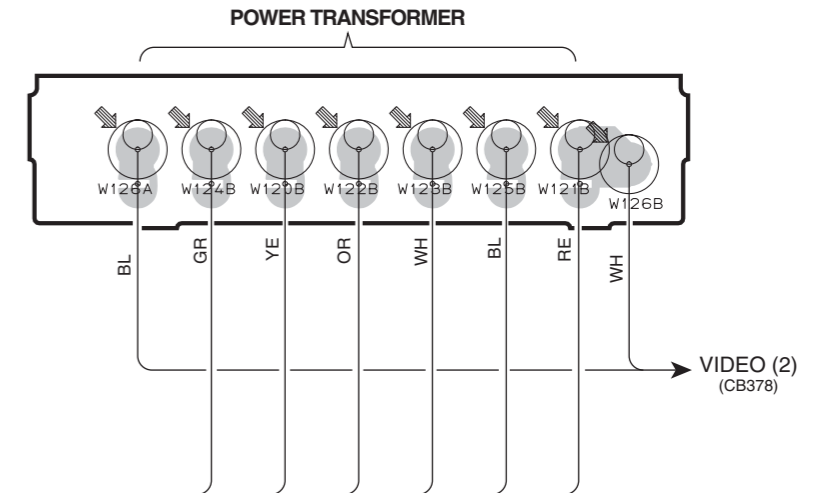 POWER TRANSFORMER
W126A W124B W120B W122B W123B W125B W121B
W126B
BL GR YE OR WH BL RE WH
VIDEO (2)
(CB378)